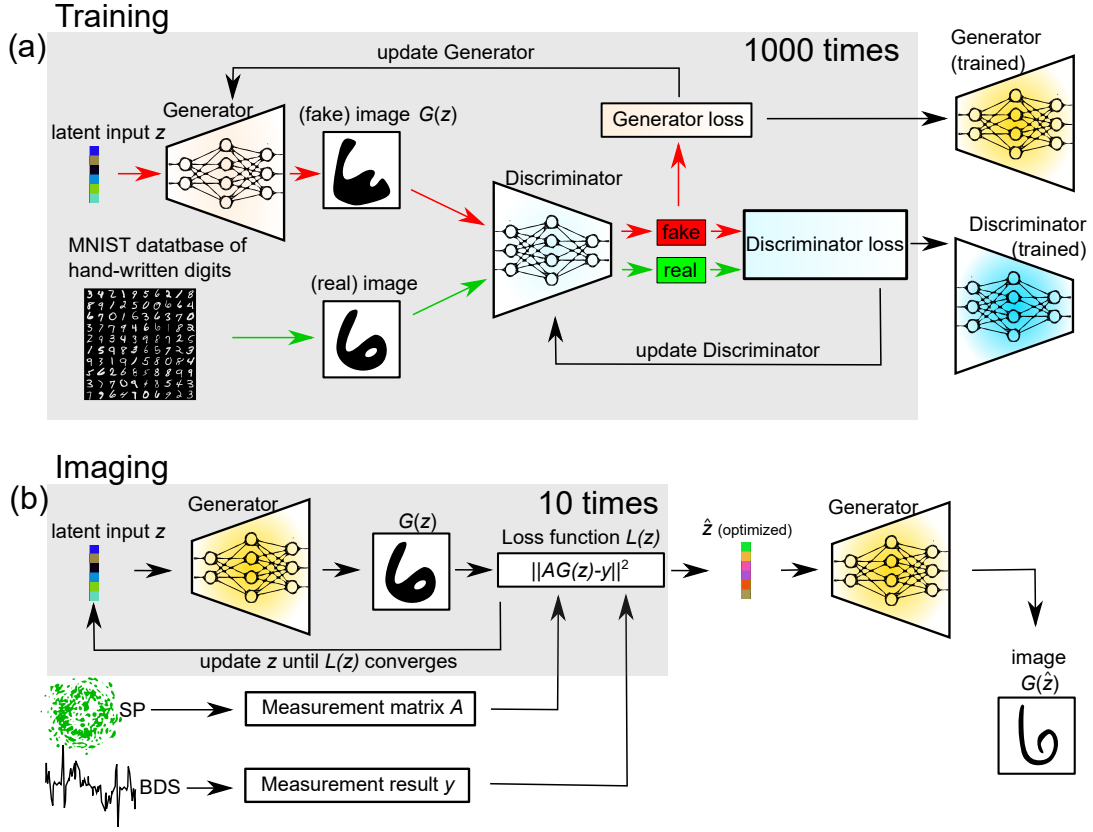 Training
(a)
1000 times
update Generator
Generator
(trained)
Generator
latent input z
(fake) image G(z)
Generator loss
Discriminator
fake
real
Discriminator loss
Discriminator
(trained)
MNIST datatbase of
hand-written digits
(real) image
update Discriminator
Imaging
(b)
10 times
Generator
latent input z
G(z)
Loss function L(z)
||AG(z)-y||²
ẑ (optimized)
Generator
update z until L(z) converges
image
G(ẑ)
SP
Measurement matrix A
BDS
Measurement result y